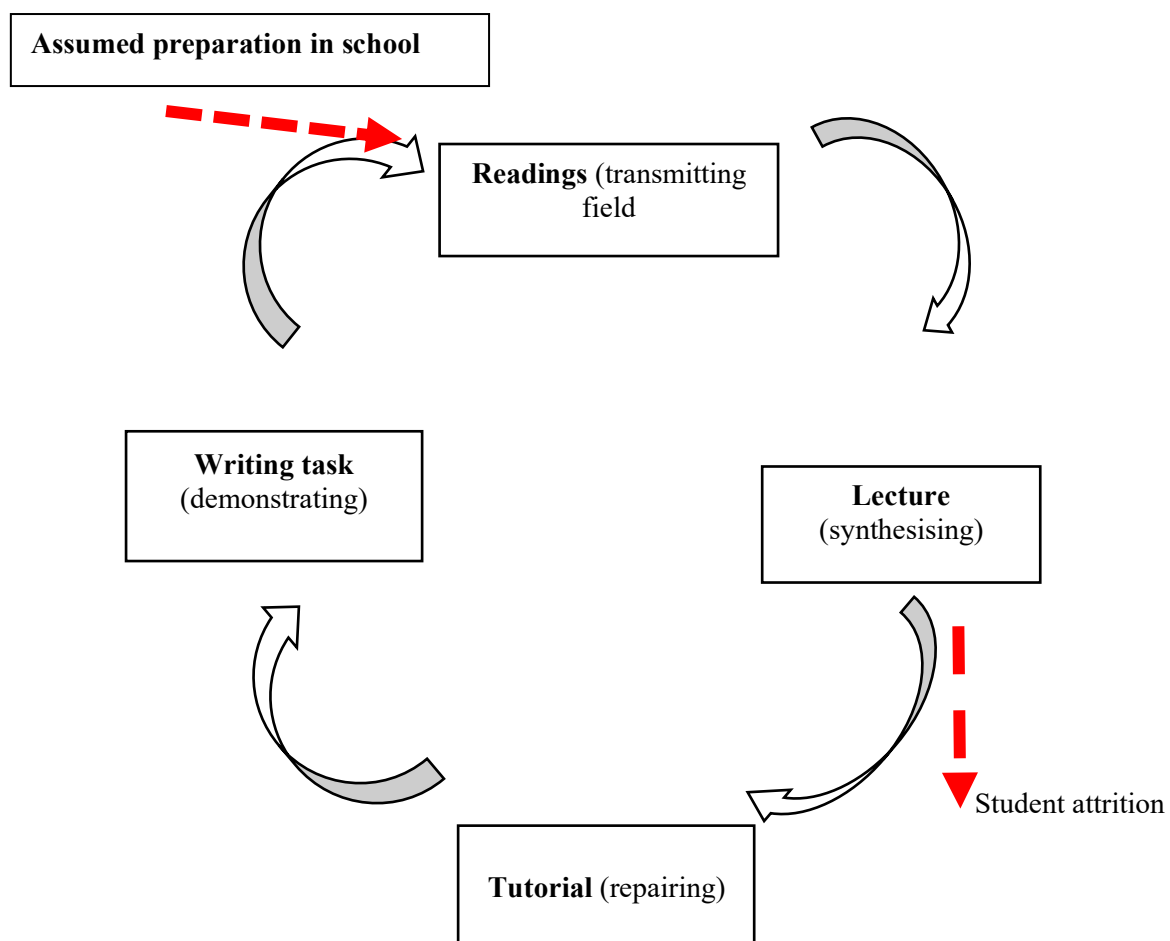 Assumed preparation in school
Readings (transmitting
field
Writing task
(demonstrating)
Lecture
(synthesising)
Student attrition
Tutorial (repairing)